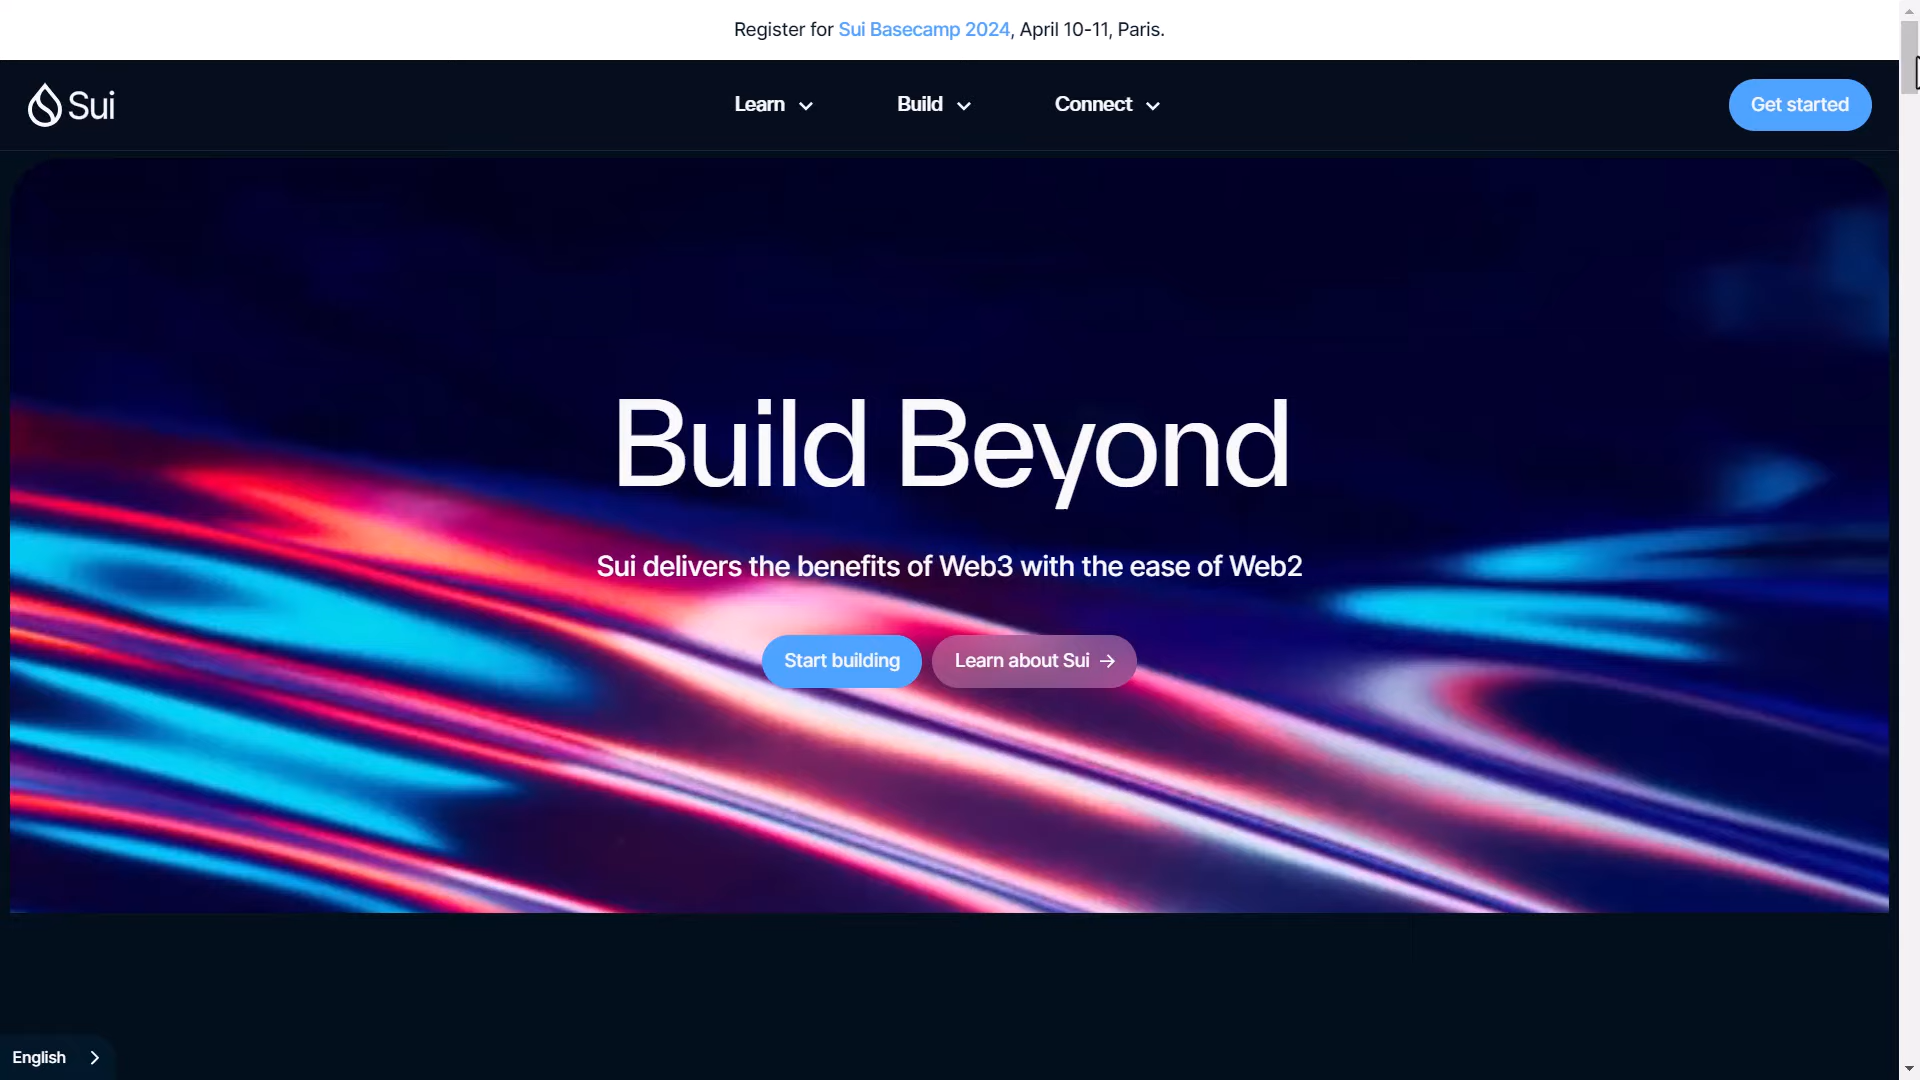 Register for Sui Basecamp 2024, April 10-11, Paris.
Sui
Learn
Build
Connect
Get started
Build Beyond
Sui delivers the benefits of Web3 with the ease of Web2
Start building
Learn about Sui →
English